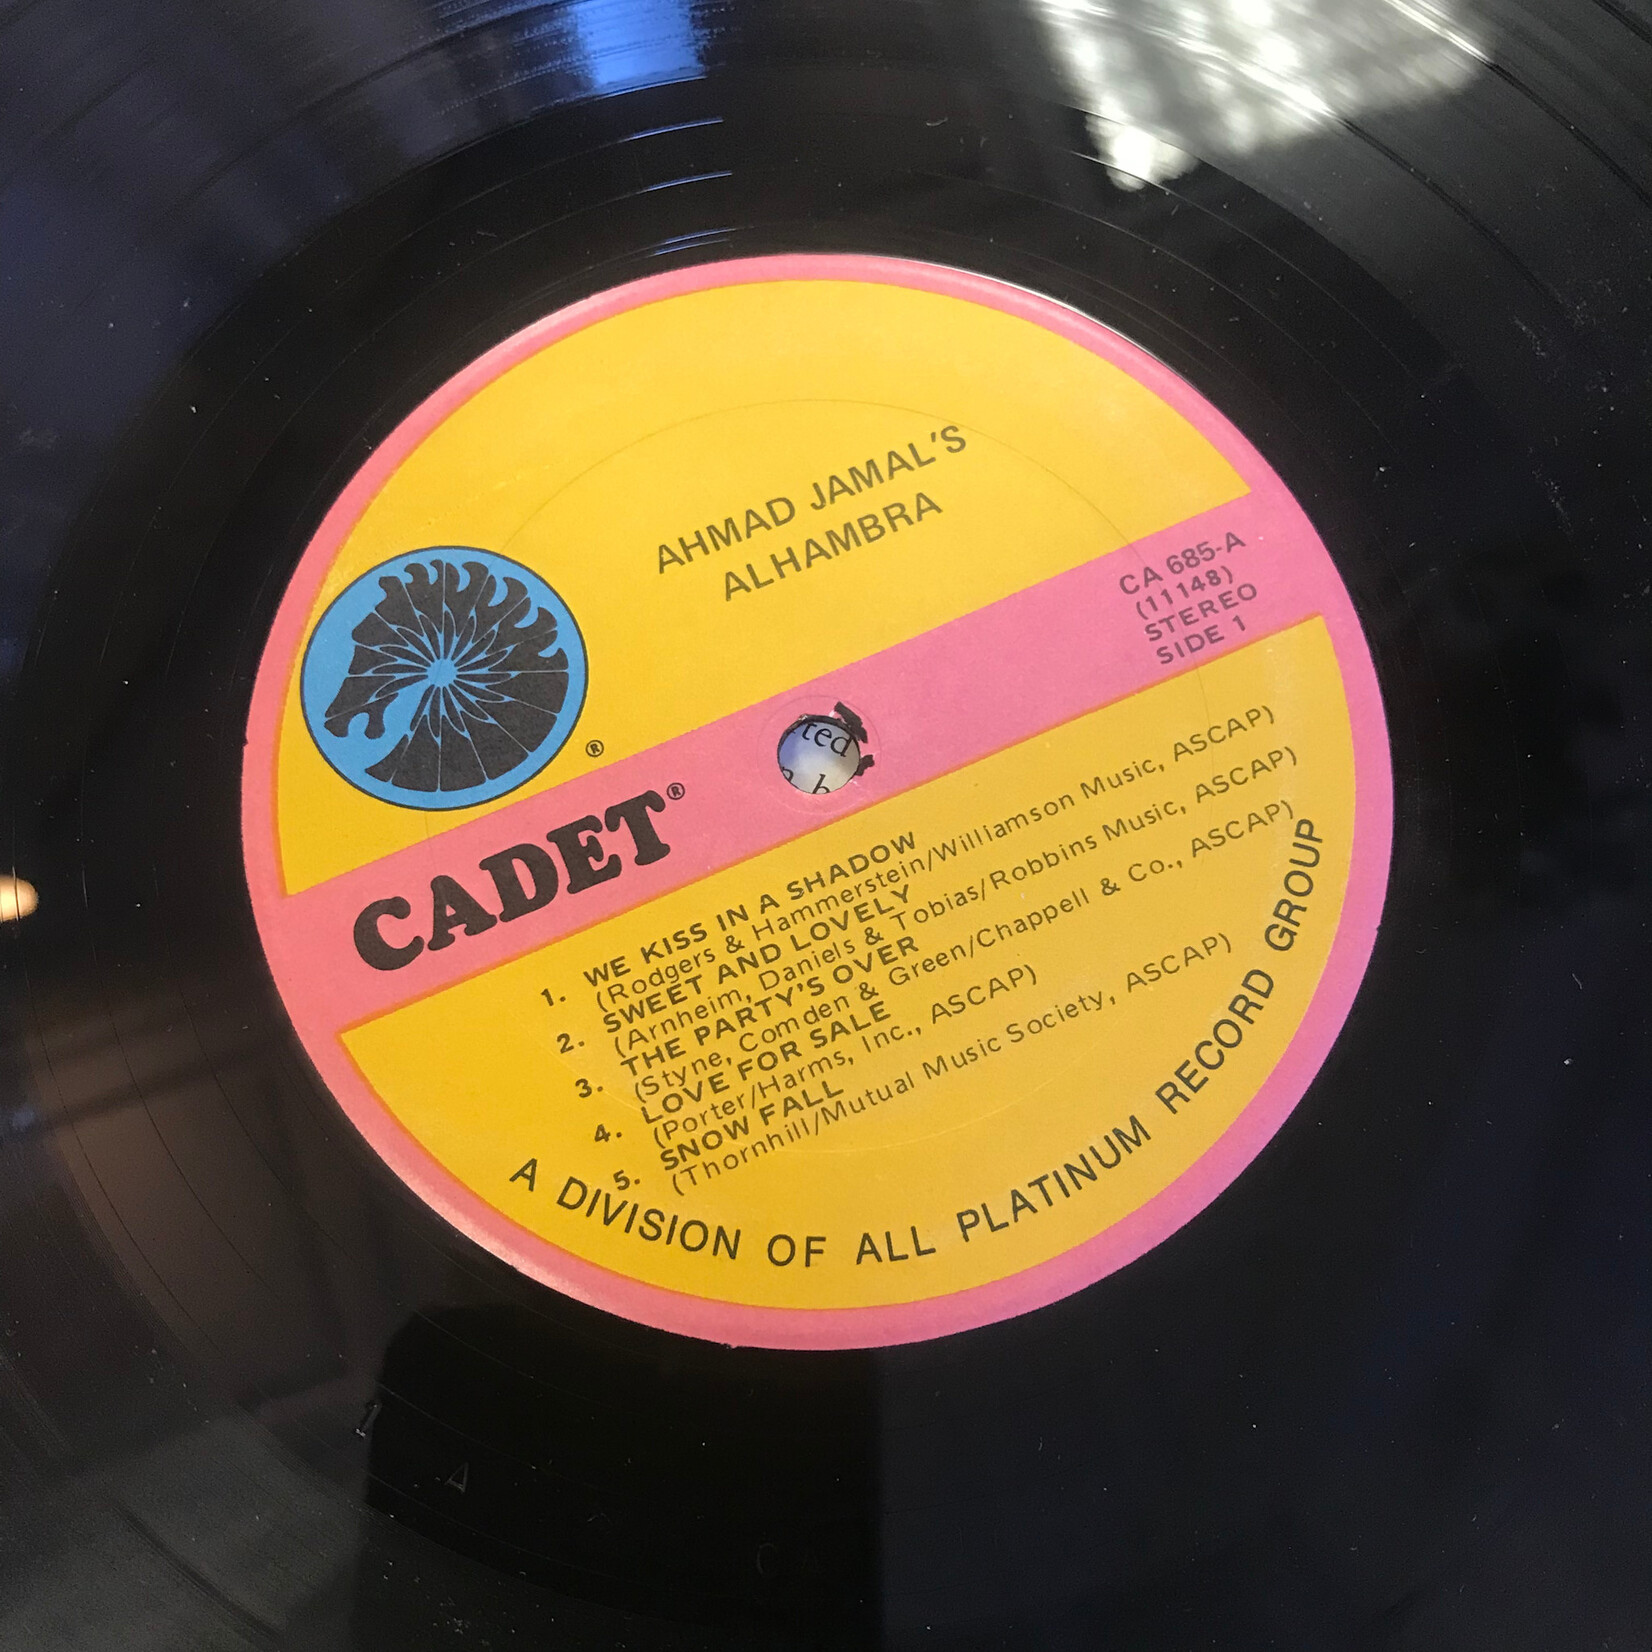 AHMAD JAMAL'S
ALHAMBRA
CA 685-A
(11148)
STEREO
SIDE 1
®
CADET®
ted
1. WE KISS IN A SHADOW
(Rodgers & Hammerstein/Williamson Music, ASCAP)
2. SWEET AND LOVELY
(Arnheim, Daniels & Tobias/Robbins Music, ASCAP)
3. THE PARTY'S OVER
(Styne, Comden & Green/Chappell & Co., ASCAP)
4. LOVE FOR SALE
(Porter/Harms, Inc., ASCAP)
5. SNOW FALL
(Thornhill/Mutual Music Society, ASCAP)
A DIVISION OF ALL PLATINUM RECORD GROUP
1 A